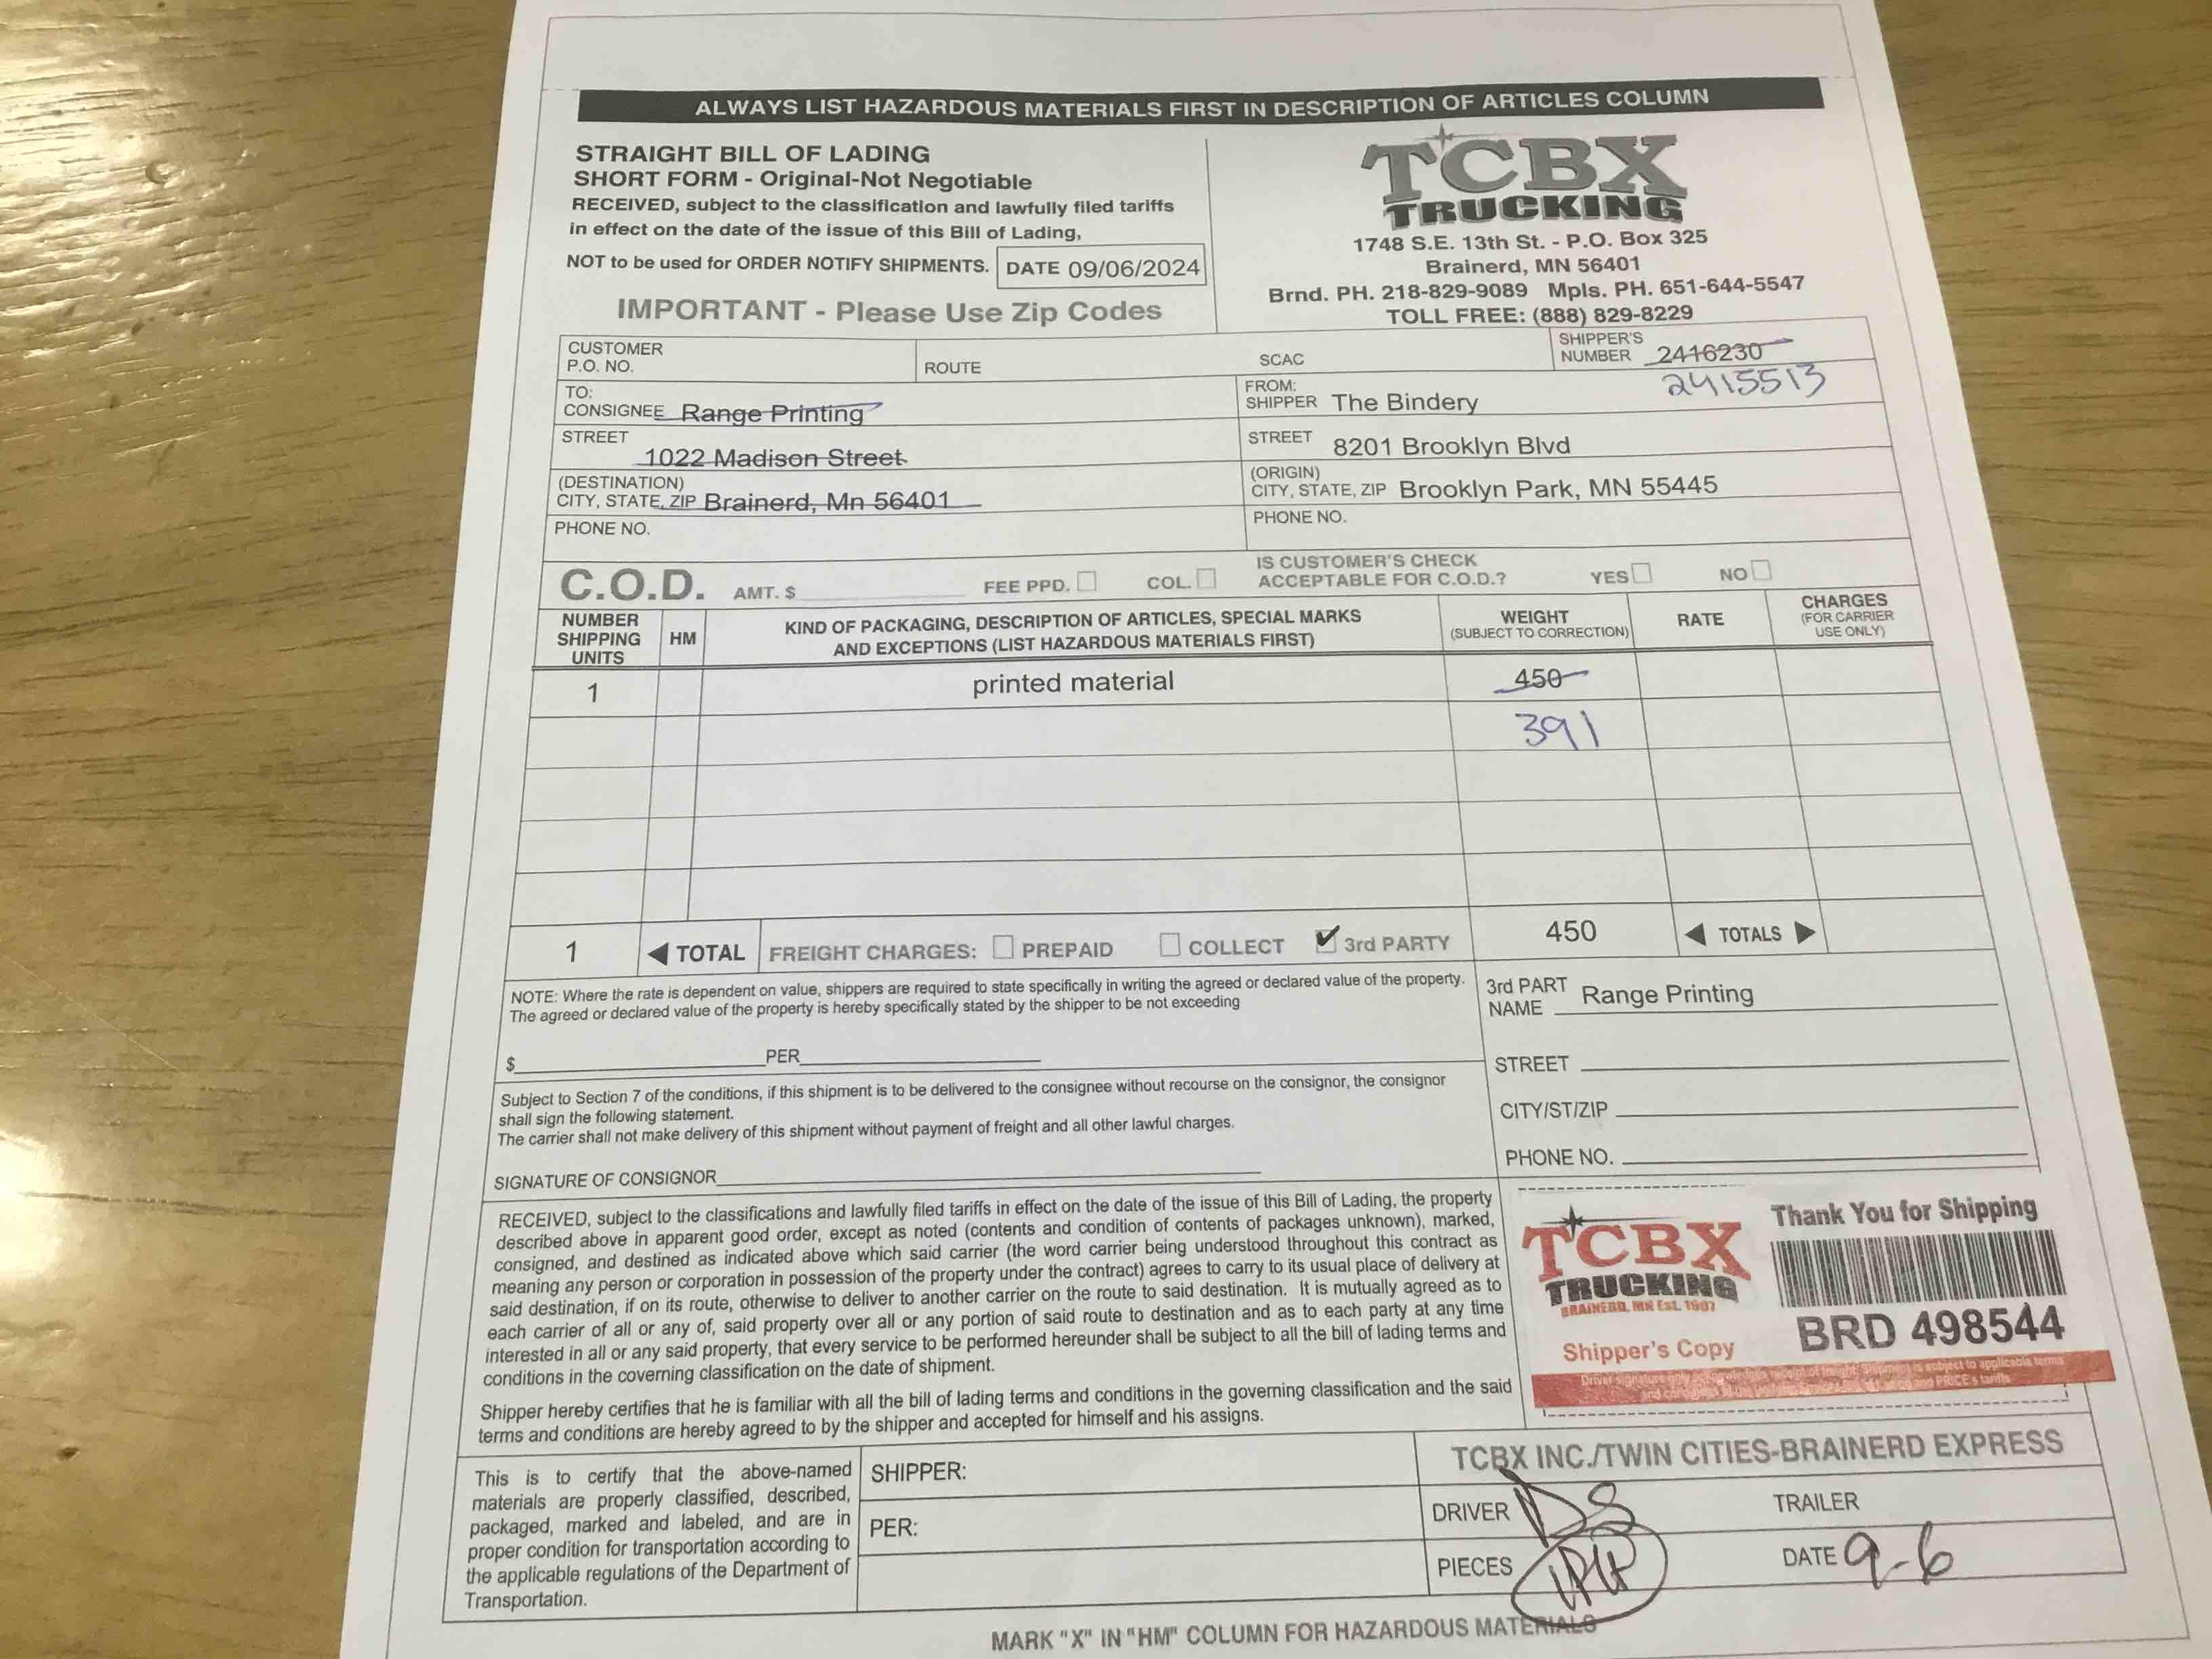 ALWAYS LIST HAZARDOUS MATERIALS FIRST IN DESCRIPTION OF ARTICLES COLUMN
STRAIGHT BILL OF LADING
SHORT FORM - Original-Not Negotiable
RECEIVED, subject to the classification and lawfully filed tariffs
in effect on the date of the issue of this Bill of Lading,
NOT to be used for ORDER NOTIFY SHIPMENTS.
DATE 09/06/2024
IMPORTANT - Please Use Zip Codes
TCBX
TRUCKING
1748 S.E. 13th St. - P.O. Box 325
Brainerd, MN 56401
Brnd. PH. 218-829-9089 Mpls. PH. 651-644-5547
TOLL FREE: (888) 829-8229
CUSTOMER
P.O. NO.
ROUTE
SCAC
SHIPPER'S
NUMBER 2416230
2415513
TO:
CONSIGNEE Range Printing
FROM:
SHIPPER The Bindery
STREET
1022 Madison Street
STREET 8201 Brooklyn Blvd
(DESTINATION)
CITY, STATE, ZIP Brainerd, Mn 56401
(ORIGIN)
CITY, STATE, ZIP Brooklyn Park, MN 55445
PHONE NO.
PHONE NO.
C.O.D. AMT. $ FEE PPD. COL.
IS CUSTOMER'S CHECK
ACCEPTABLE FOR C.O.D.? YES NO
NUMBER
SHIPPING
UNITS
HM
KIND OF PACKAGING, DESCRIPTION OF ARTICLES, SPECIAL MARKS
AND EXCEPTIONS (LIST HAZARDOUS MATERIALS FIRST)
WEIGHT
(SUBJECT TO CORRECTION)
RATE
CHARGES
(FOR CARRIER
USE ONLY)
1 printed material 450
391
1 ◀ TOTAL FREIGHT CHARGES: PREPAID COLLECT ✔ 3rd PARTY 450 ◀ TOTALS ▶
NOTE: Where the rate is dependent on value, shippers are required to state specifically in writing the agreed or declared value of the property.
The agreed or declared value of the property is hereby specifically stated by the shipper to be not exceeding
$ PER
3rd PART
NAME Range Printing
STREET
CITY/ST/ZIP
PHONE NO.
Subject to Section 7 of the conditions, if this shipment is to be delivered to the consignee without recourse on the consignor, the consignor
shall sign the following statement.
The carrier shall not make delivery of this shipment without payment of freight and all other lawful charges.
SIGNATURE OF CONSIGNOR
RECEIVED, subject to the classifications and lawfully filed tariffs in effect on the date of the issue of this Bill of Lading, the property
described above in apparent good order, except as noted (contents and condition of contents of packages unknown), marked,
consigned, and destined as indicated above which said carrier (the word carrier being understood throughout this contract as
meaning any person or corporation in possession of the property under the contract) agrees to carry to its usual place of delivery at
said destination, if on its route, otherwise to deliver to another carrier on the route to said destination. It is mutually agreed as to
each carrier of all or any of, said property over all or any portion of said route to destination and as to each party at any time
interested in all or any said property, that every service to be performed hereunder shall be subject to all the bill of lading terms and
conditions in the coverning classification on the date of shipment.
Shipper hereby certifies that he is familiar with all the bill of lading terms and conditions in the governing classification and the said
terms and conditions are hereby agreed to by the shipper and accepted for himself and his assigns.
TCBX
TRUCKING
BRAINERD, MN Est. 1987
Shipper's Copy
Thank You for Shipping
BRD 498544
Driver signature only acknowledges receipt of freight. Shipment is subject to applicable terms
and PRICE's tariffs
This is to certify that the above-named
materials are properly classified, described,
packaged, marked and labeled, and are in
proper condition for transportation according to
the applicable regulations of the Department of
Transportation.
SHIPPER:
PER:
TCBX INC./TWIN CITIES-BRAINERD EXPRESS
DRIVER DS TRAILER
PIECES DATE 9-6
MARK "X" IN "HM" COLUMN FOR HAZARDOUS MATERIALS